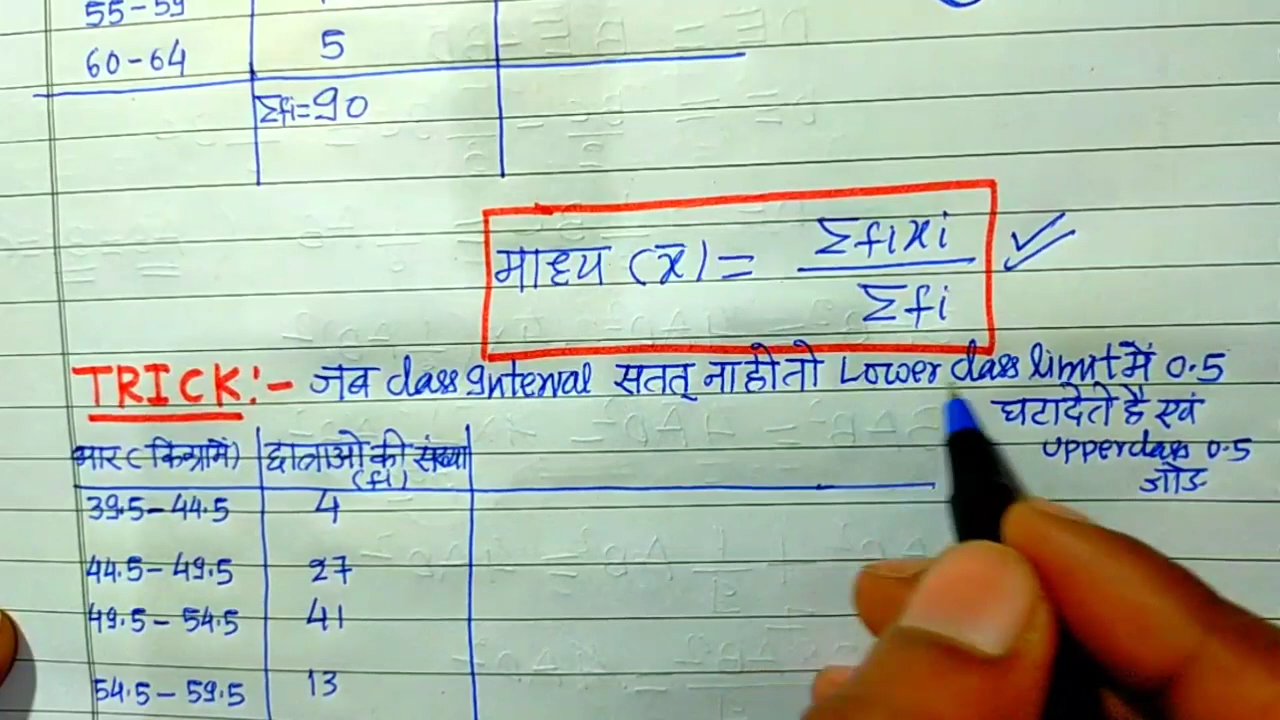 55-59
60-64 5
Σfi=90
माध्य (x̄) = Σfixi
Σfi
TRICK:- जब class Interval सतत् ना हो तो Lower class limit में 0.5
घटा देते है एवं
upper class 0.5
जोड
भार (किग्रा में) छात्राओ की संख्या
(fi)
39.5-44.5 4
44.5-49.5 27
49.5-54.5 41
54.5-59.5 13